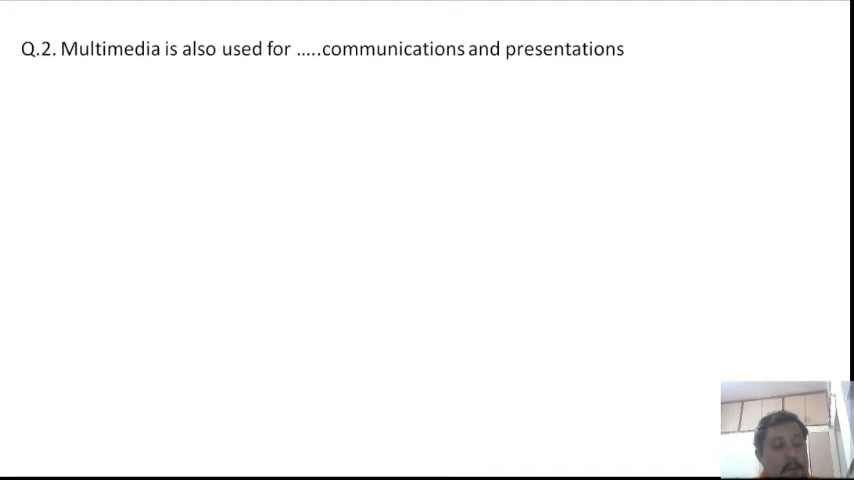 Q.2. Multimedia is also used for .....communications and presentations